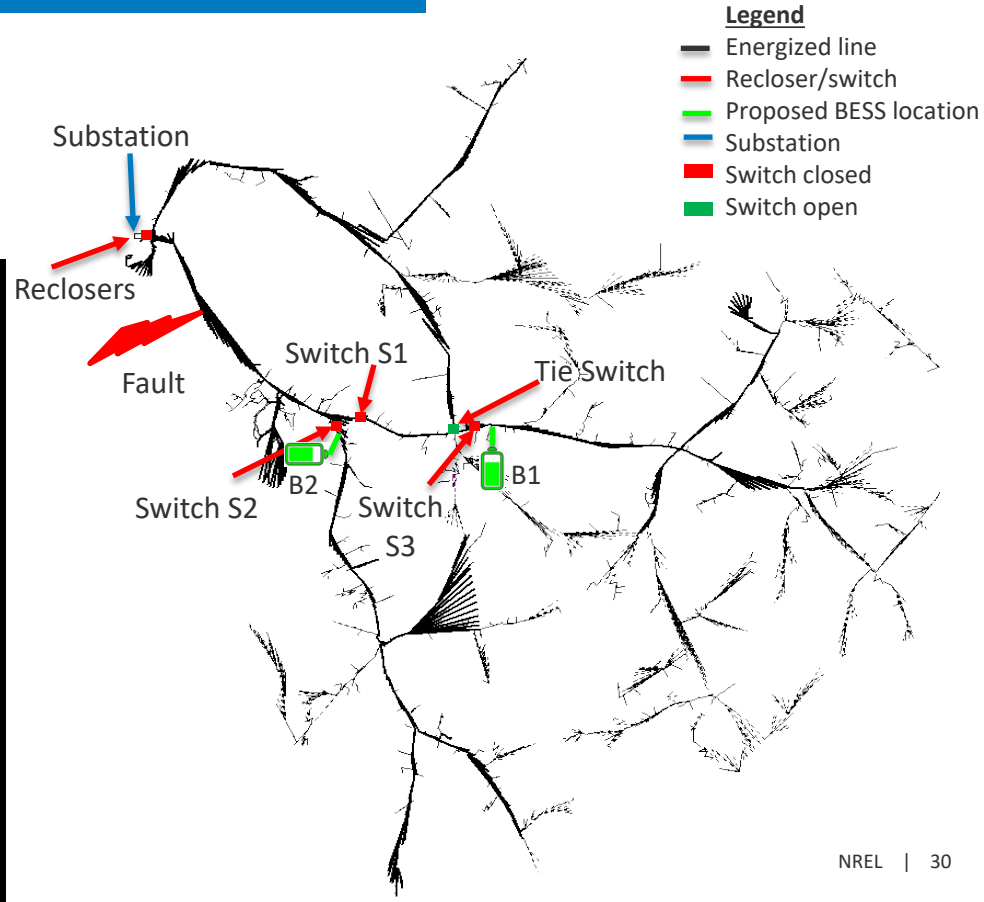 Legend
Energized line
Recloser/switch
Proposed BESS location
Substation
Switch closed
Switch open
Substation
Reclosers
Fault
Switch S1
Tie Switch
B2
B1
Switch S2
Switch
S3
NREL | 30